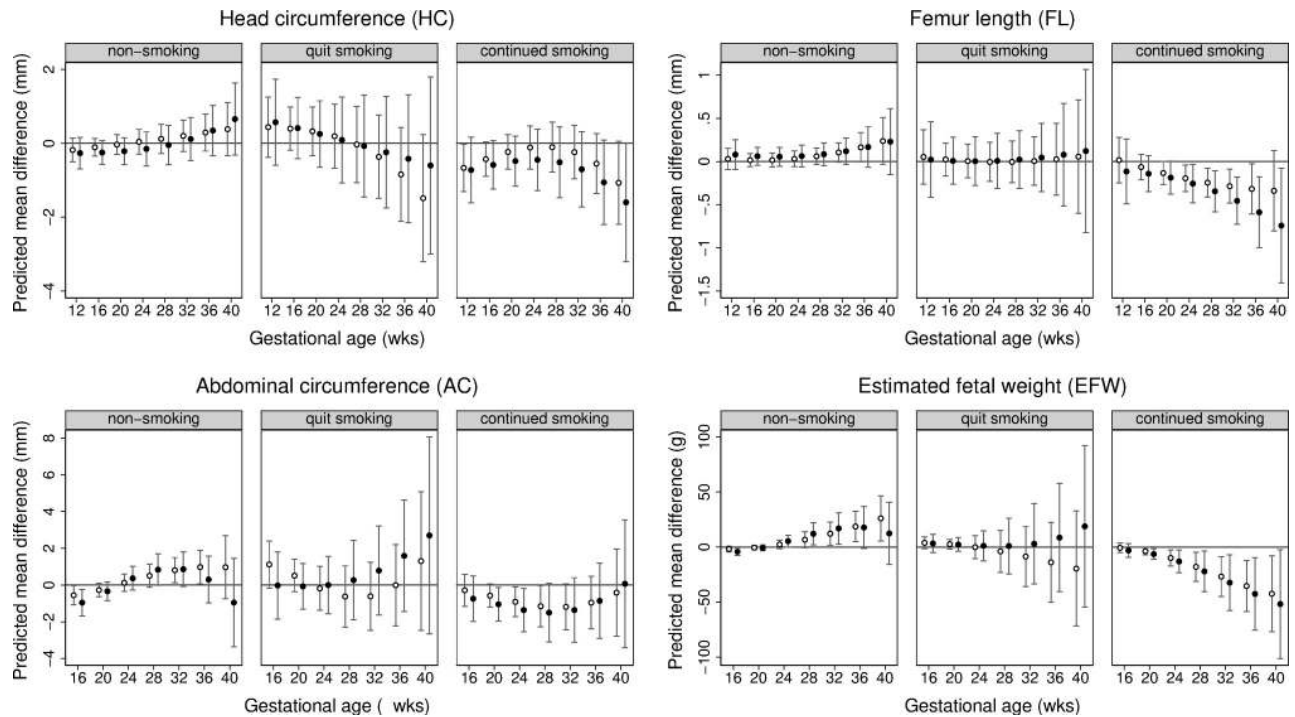 Head circumference (HC)
non−smoking quit smoking continued smoking
Predicted mean difference (mm)
2
0
-2
-4
12 16 20 24 28 32 36 40 12 16 20 24 28 32 36 40 12 16 20 24 28 32 36 40
Gestational age (wks)
Femur length (FL)
non−smoking quit smoking continued smoking
Predicted mean difference (mm)
1
.5
0
-.5
-1
-1.5
12 16 20 24 28 32 36 40 12 16 20 24 28 32 36 40 12 16 20 24 28 32 36 40
Gestational age (wks)
Abdominal circumference (AC)
non−smoking quit smoking continued smoking
Predicted mean difference (mm)
8
6
4
2
0
-2
-4
16 20 24 28 32 36 40 16 20 24 28 32 36 40 16 20 24 28 32 36 40
Gestational age ( wks)
Estimated fetal weight (EFW)
non−smoking quit smoking continued smoking
Predicted mean difference (g)
100
50
0
-50
-100
16 20 24 28 32 36 40 16 20 24 28 32 36 40 16 20 24 28 32 36 40
Gestational age (wks)